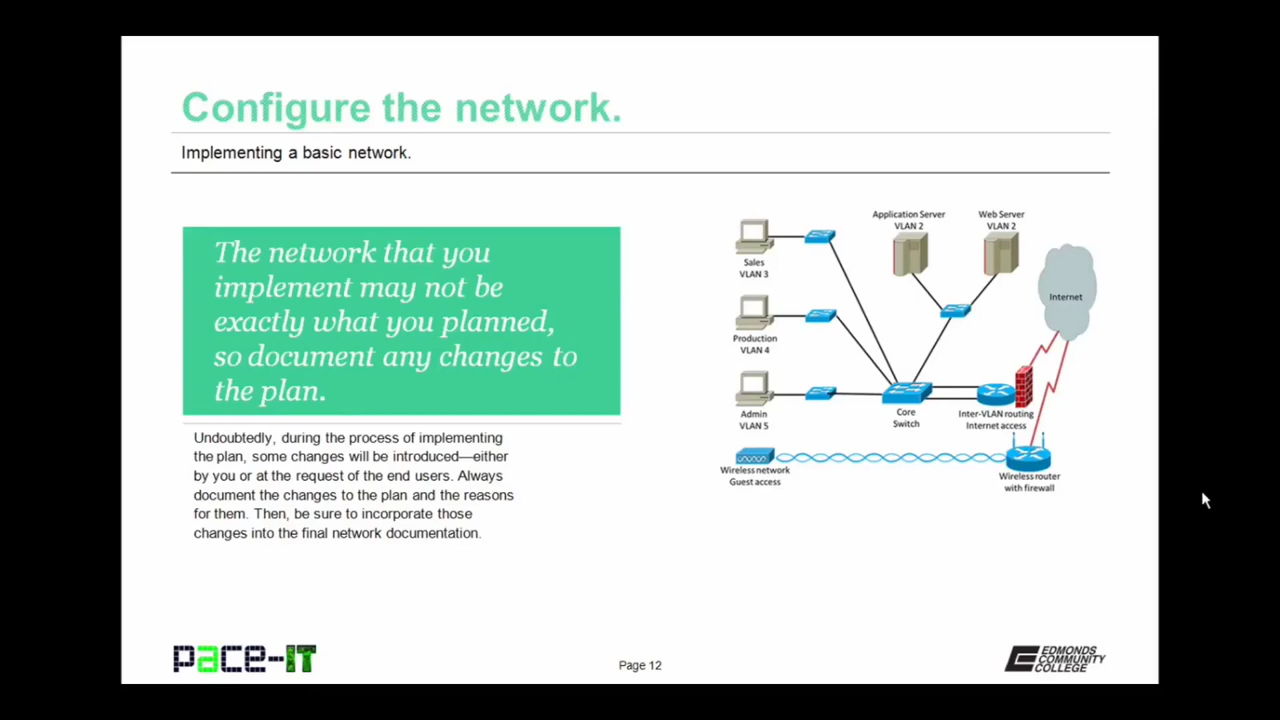 Configure the network.
Implementing a basic network.
The network that you
implement may not be
exactly what you planned,
so document any changes to
the plan.
Undoubtedly, during the process of implementing
the plan, some changes will be introduced—either
by you or at the request of the end users. Always
document the changes to the plan and the reasons
for them. Then, be sure to incorporate those
changes into the final network documentation.
Application Server
VLAN 2
Web Server
VLAN 2
Sales
VLAN 3
Internet
Production
VLAN 4
Admin
VLAN 5
Core
Switch
Inter-VLAN routing
Internet access
Wireless network
Guest access
Wireless router
with firewall
pace-IT
Page 12
EDMONDS
COMMUNITY
COLLEGE